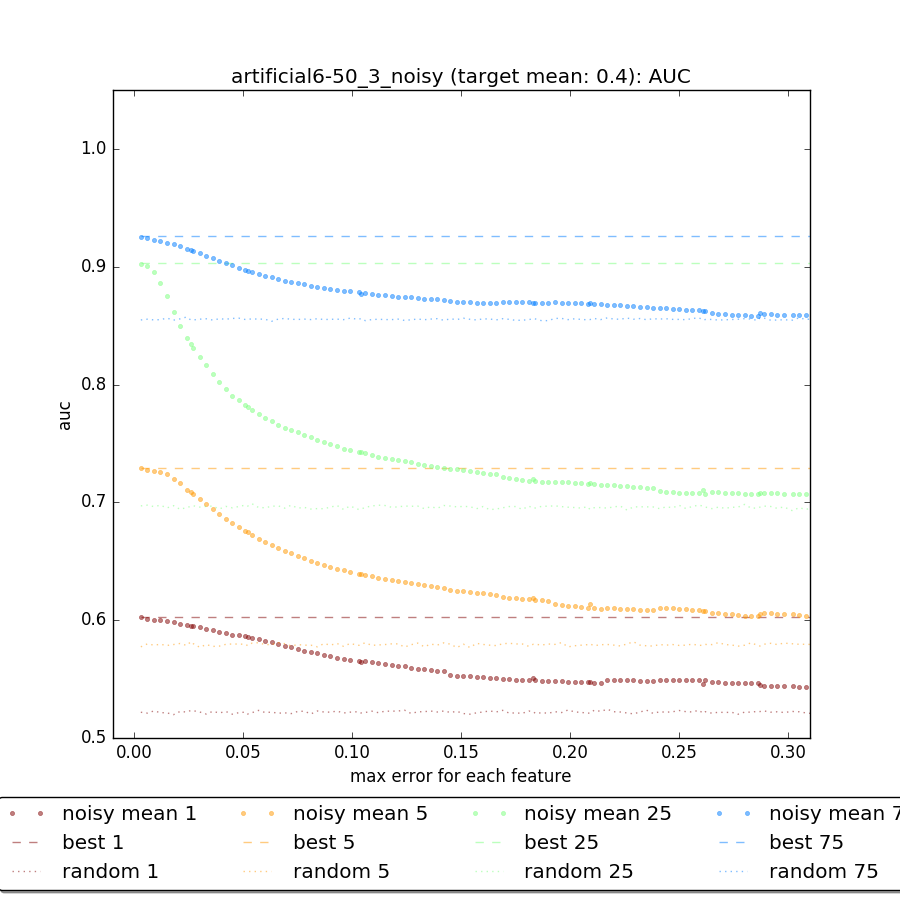 artificial6-50_3_noisy (target mean: 0.4): AUC
1.0
0.9
0.8
0.7
0.6
0.5
auc
0.00 0.05 0.10 0.15 0.20 0.25 0.30
max error for each feature
noisy mean 1 noisy mean 5 noisy mean 25 noisy mean 7
best 1 best 5 best 25 best 75
random 1 random 5 random 25 random 75